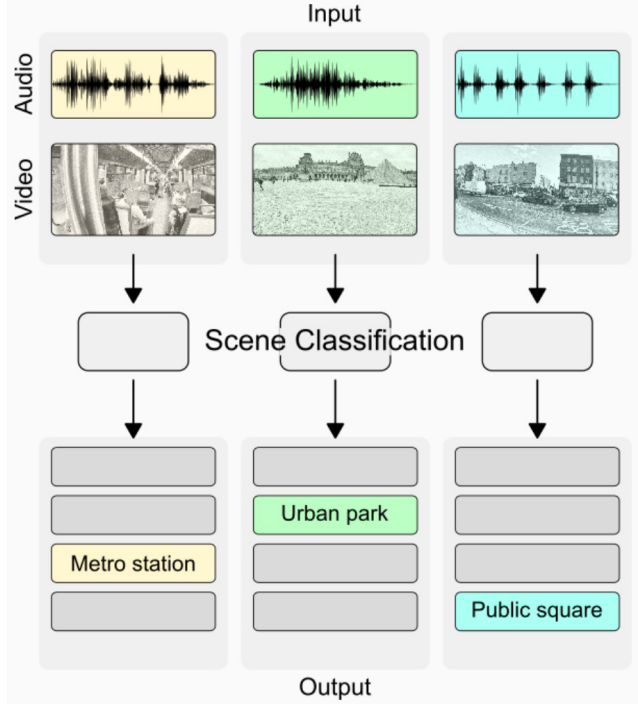 Input
Audio
Video
Scene Classification
Urban park
Metro station
Public square
Output